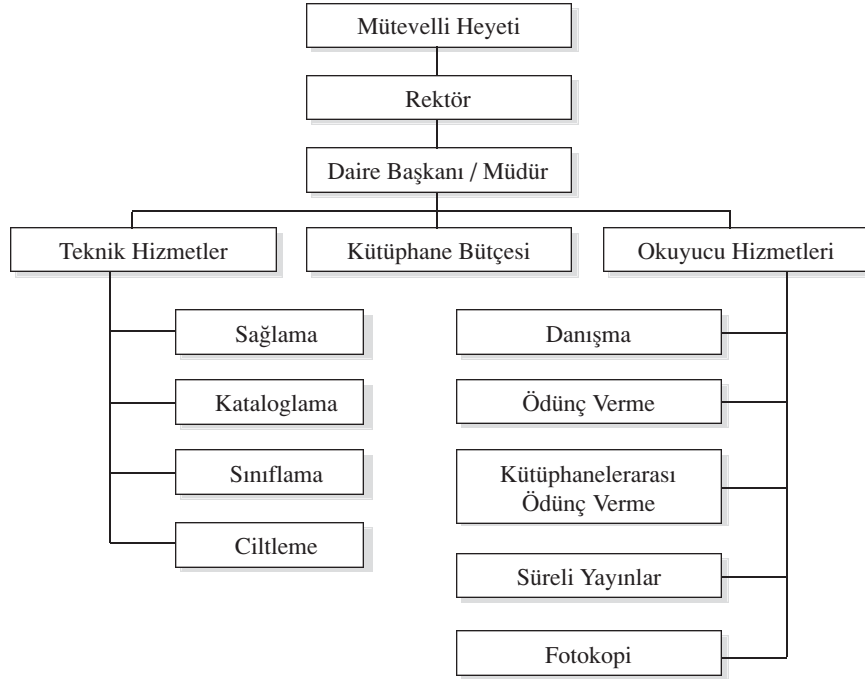 Mütevelli Heyeti
Rektör
Daire Başkanı / Müdür
Teknik Hizmetler
Kütüphane Bütçesi
Okuyucu Hizmetleri
Sağlama
Kataloglama
Sınıflama
Ciltleme
Danışma
Ödünç Verme
Kütüphanelerarası
Ödünç Verme
Süreli Yayınlar
Fotokopi